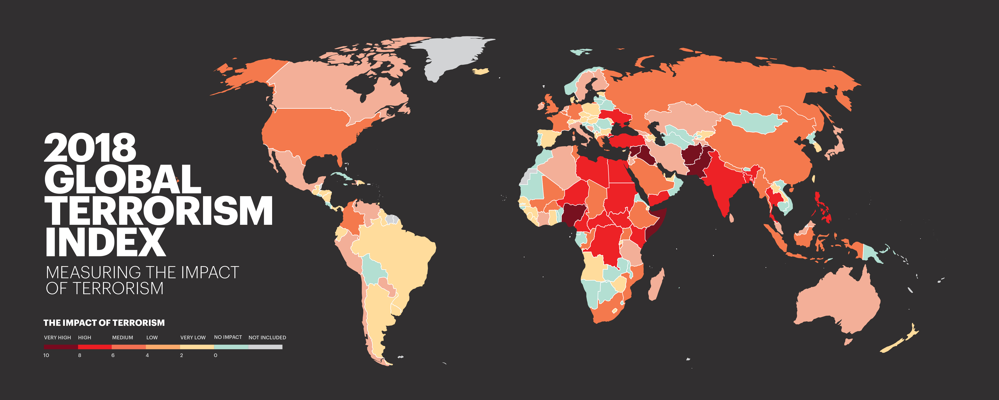 2018
GLOBAL
TERRORISM
INDEX
MEASURING THE IMPACT
OF TERRORISM
THE IMPACT OF TERRORISM
VERY HIGH HIGH MEDIUM LOW VERY LOW NO IMPACT NOT INCLUDED
10 8 6 4 2 0